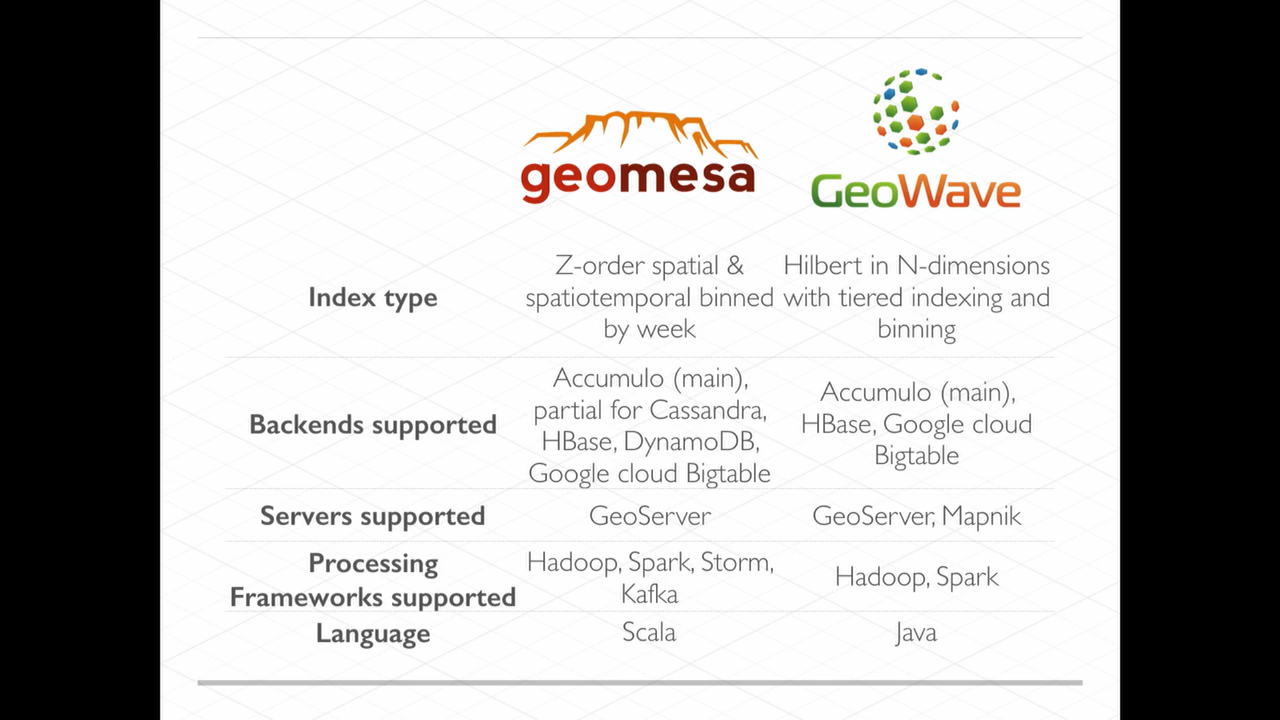 geomesa
GeoWave
Index type
Z-order spatial &
spatiotemporal binned
by week
Hilbert in N-dimensions
with tiered indexing and
binning
Backends supported
Accumulo (main),
partial for Cassandra,
HBase, DynamoDB,
Google cloud Bigtable
Accumulo (main),
HBase, Google cloud
Bigtable
Servers supported
GeoServer
GeoServer, Mapnik
Processing
Frameworks supported
Hadoop, Spark, Storm,
Kafka
Hadoop, Spark
Language
Scala
Java